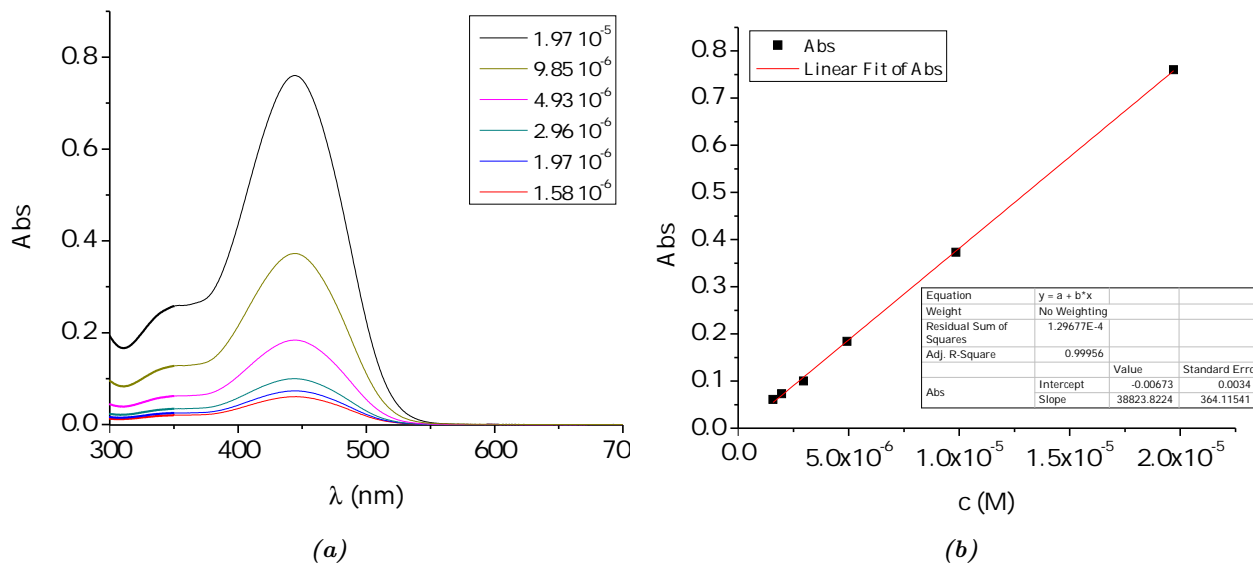 0.8
0.6
0.4
0.2
0.0
Abs
300
400
500
600
70
λ (nm)
1.97 10⁻⁵
9.85 10⁻⁶
4.93 10⁻⁶
2.96 10⁻⁶
1.97 10⁻⁶
1.58 10⁻⁶
(a)
0.8
0.7
0.6
0.5
0.4
0.3
0.2
0.1
0.0
Abs
Abs
Linear Fit of Abs
Equation y = a + b*x
Weight No Weighting
Residual Sum of
Squares 1.29677E-4
Adj. R-Square 0.99956
Value Standard Erro
Abs Intercept -0.00673 0.0034
Slope 38823.8224 364.11541
0.0
5.0x10⁻⁶
1.0x10⁻⁵
1.5x10⁻⁵
2.0x10⁻⁵
c (M)
(b)